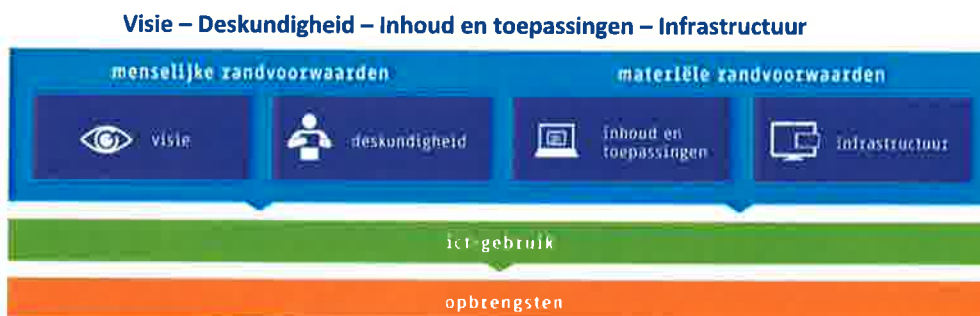 Visie – Deskundigheid – Inhoud en toepassingen – Infrastructuur
menselijke randvoorwaarden
materiële randvoorwaarden
visie
deskundigheid
inhoud en
toepassingen
infrastructuur
ict-gebruik
opbrengsten